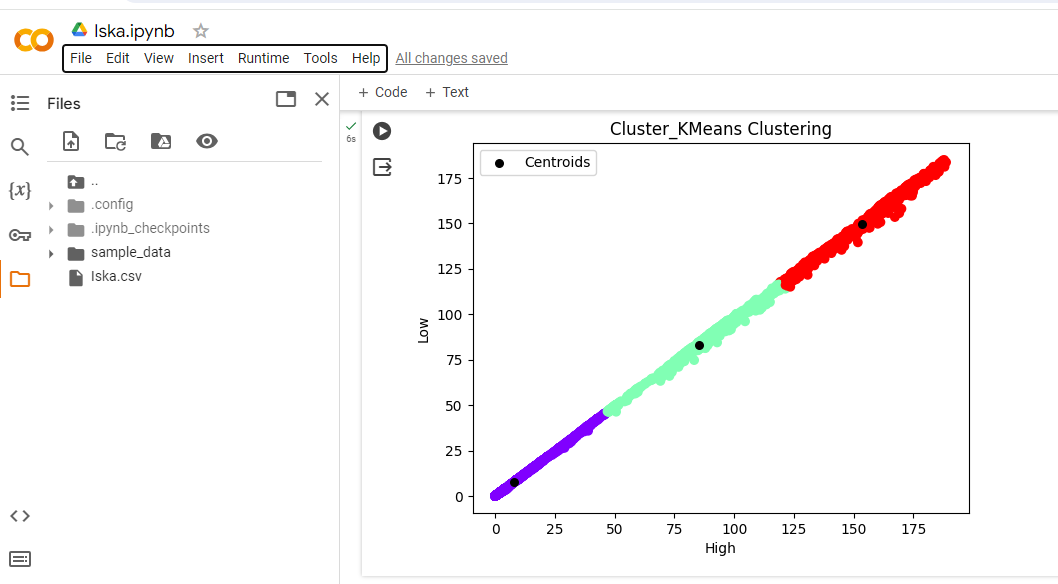 Iska.ipynb
File Edit View Insert Runtime Tools Help All changes saved
Files
+ Code + Text
{x}
..
.config
.ipynb_checkpoints
sample_data
Iska.csv
6s
Cluster_KMeans Clustering
Centroids
Low
175
150
125
100
75
50
25
0
0 25 50 75 100 125 150 175
High